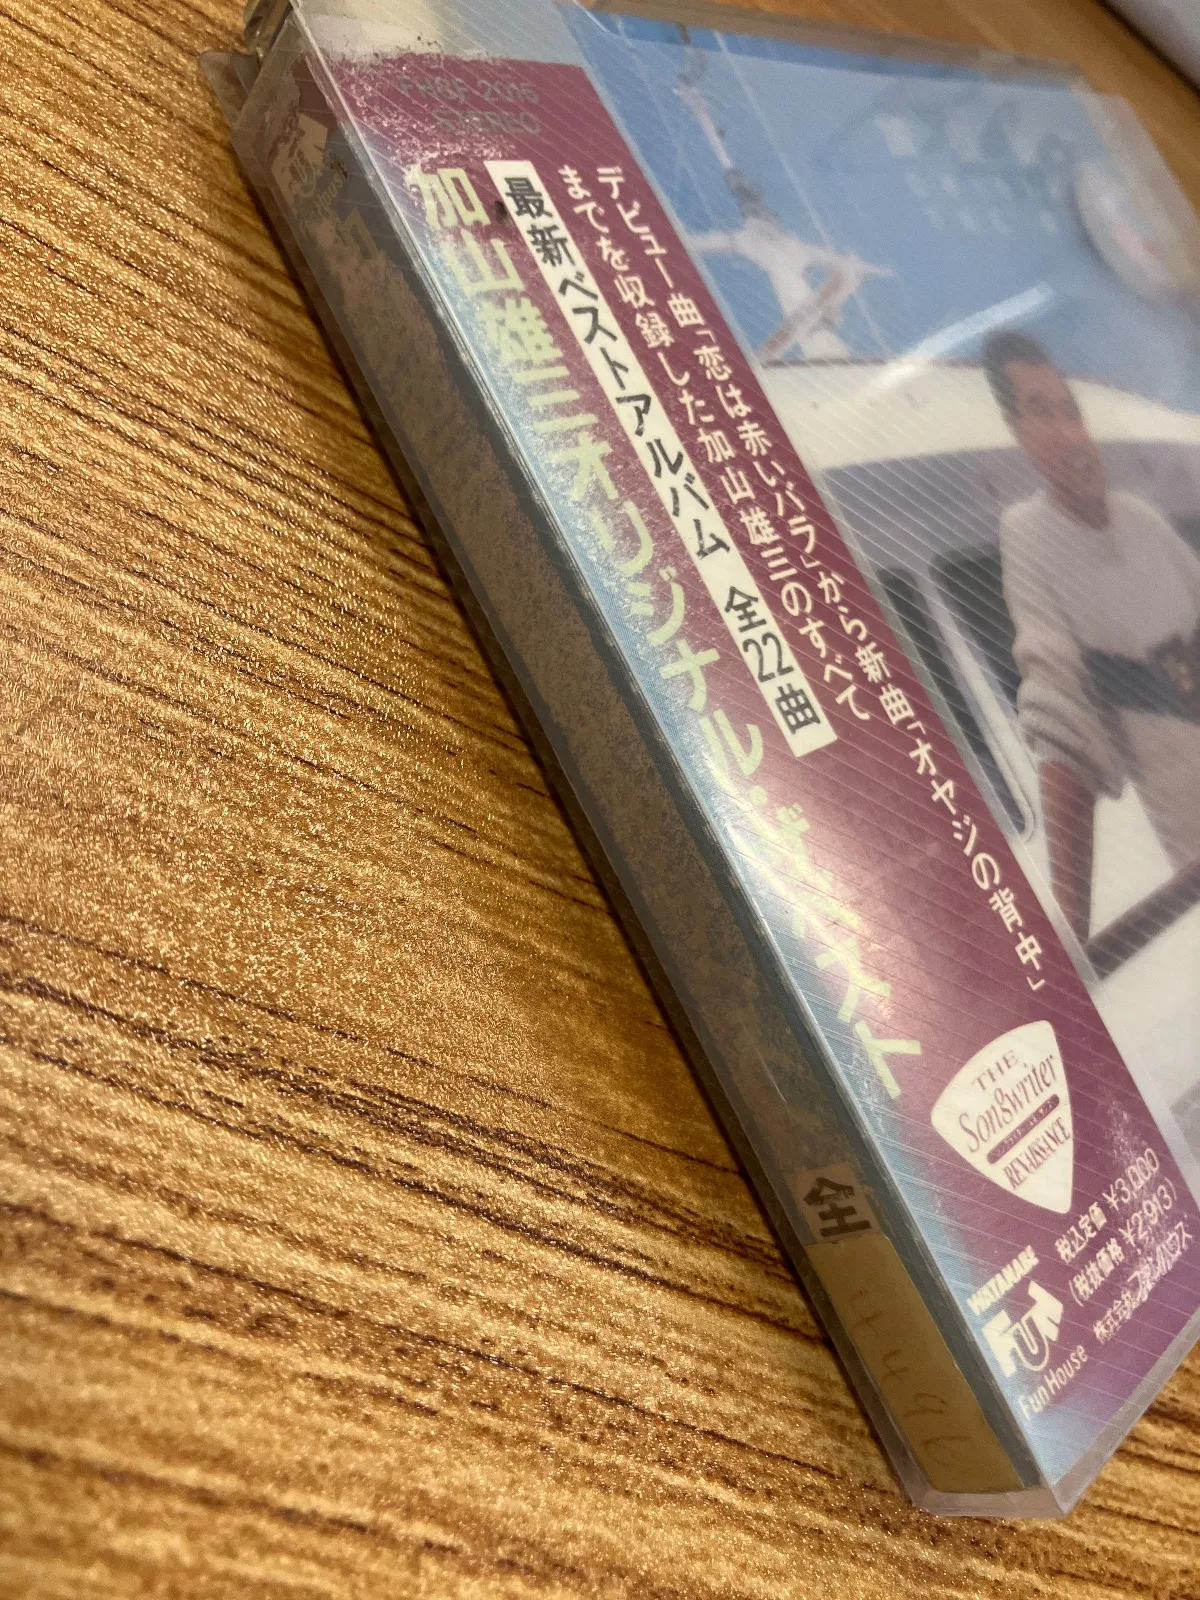 FHGF 2015
STEREO
加山雄三オリジナル・ザ・ベスト
最新ベストアルバム 全22曲
デビュー曲「恋は赤いバラ」から新曲「オヤジの背中」
までを収録した加山雄三のすべて
THE
Songwriter
RENAISSANCE
税込定価 ¥3,000
(税抜価格 ¥2,913)
株式会社ファンハウス
WATANABE
FUN
Fun House
全